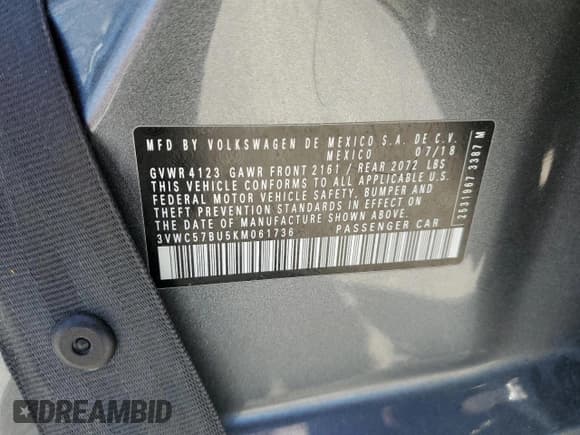 MFD BY VOLKSWAGEN DE MEXICO S.A. DE C.V.
MEXICO 07/18
GVWR 4123 GAWR FRONT 2161 / REAR 2072 LBS
THIS VEHICLE CONFORMS TO ALL APPLICABLE U.S.
FEDERAL MOTOR VEHICLE SAFETY, BUMPER AND
THEFT PREVENTION STANDARDS IN EFFECT ON
THE DATE OF MANUFACTURE SHOWN ABOVE.
3VWC57BU5KM061736 PASSENGER CAR
2531967 3387 M
DREAMBID